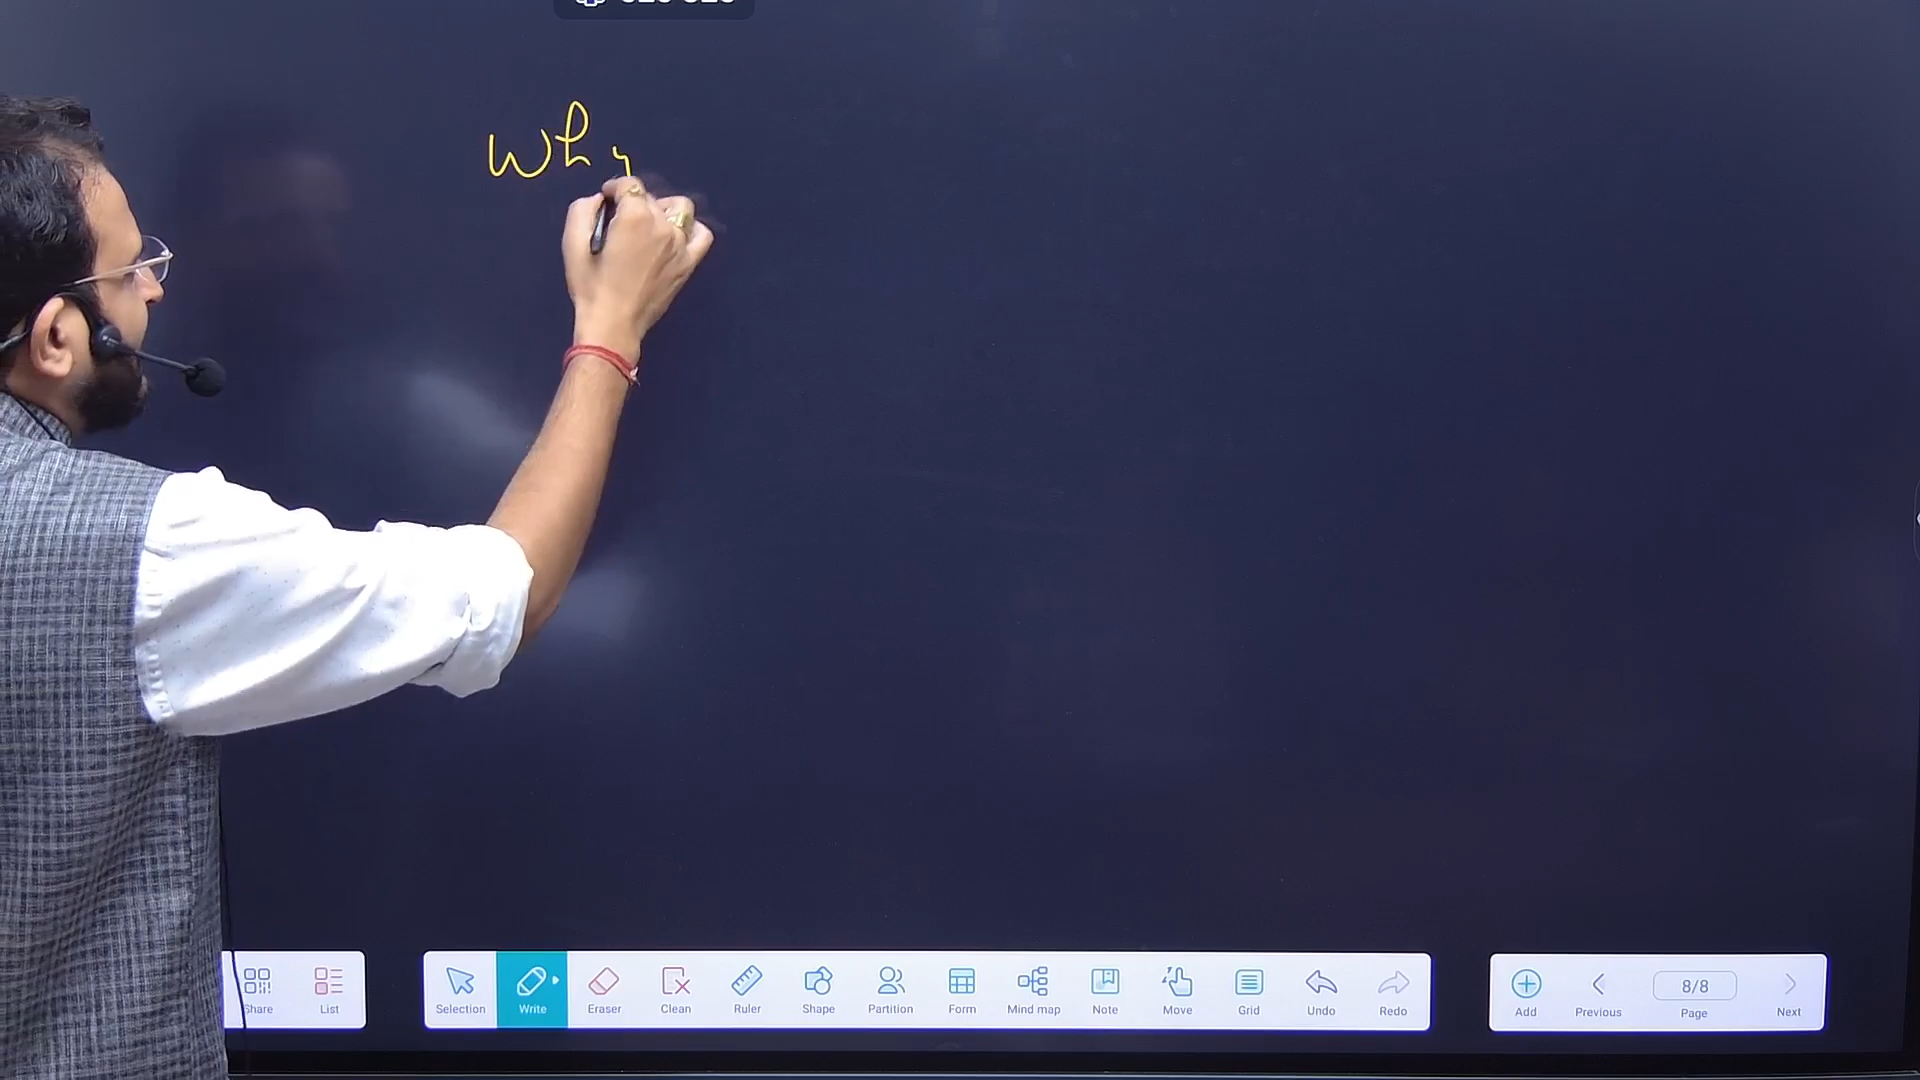 Why
Share List Selection Write Eraser Clean Ruler Shape Partition Form Mind map Note Move Grid Undo Redo Add Previous 8/8 Page Next